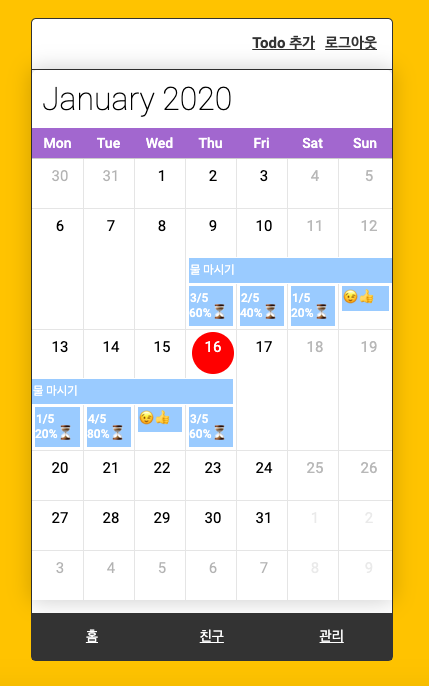 Todo 추가 로그아웃
January 2020
Mon Tue Wed Thu Fri Sat Sun
30 31 1 2 3 4 5
6 7 8 9 10 11 12
물 마시기
3/5 2/5 1/5 😉👍
60%⏳ 40%⏳ 20%⏳
13 14 15 16 17 18 19
물 마시기
1/5 4/5 😉👍 3/5
20%⏳ 80%⏳ 60%⏳
20 21 22 23 24 25 26
27 28 29 30 31 1 2
3 4 5 6 7 8 9
홈 친구 관리